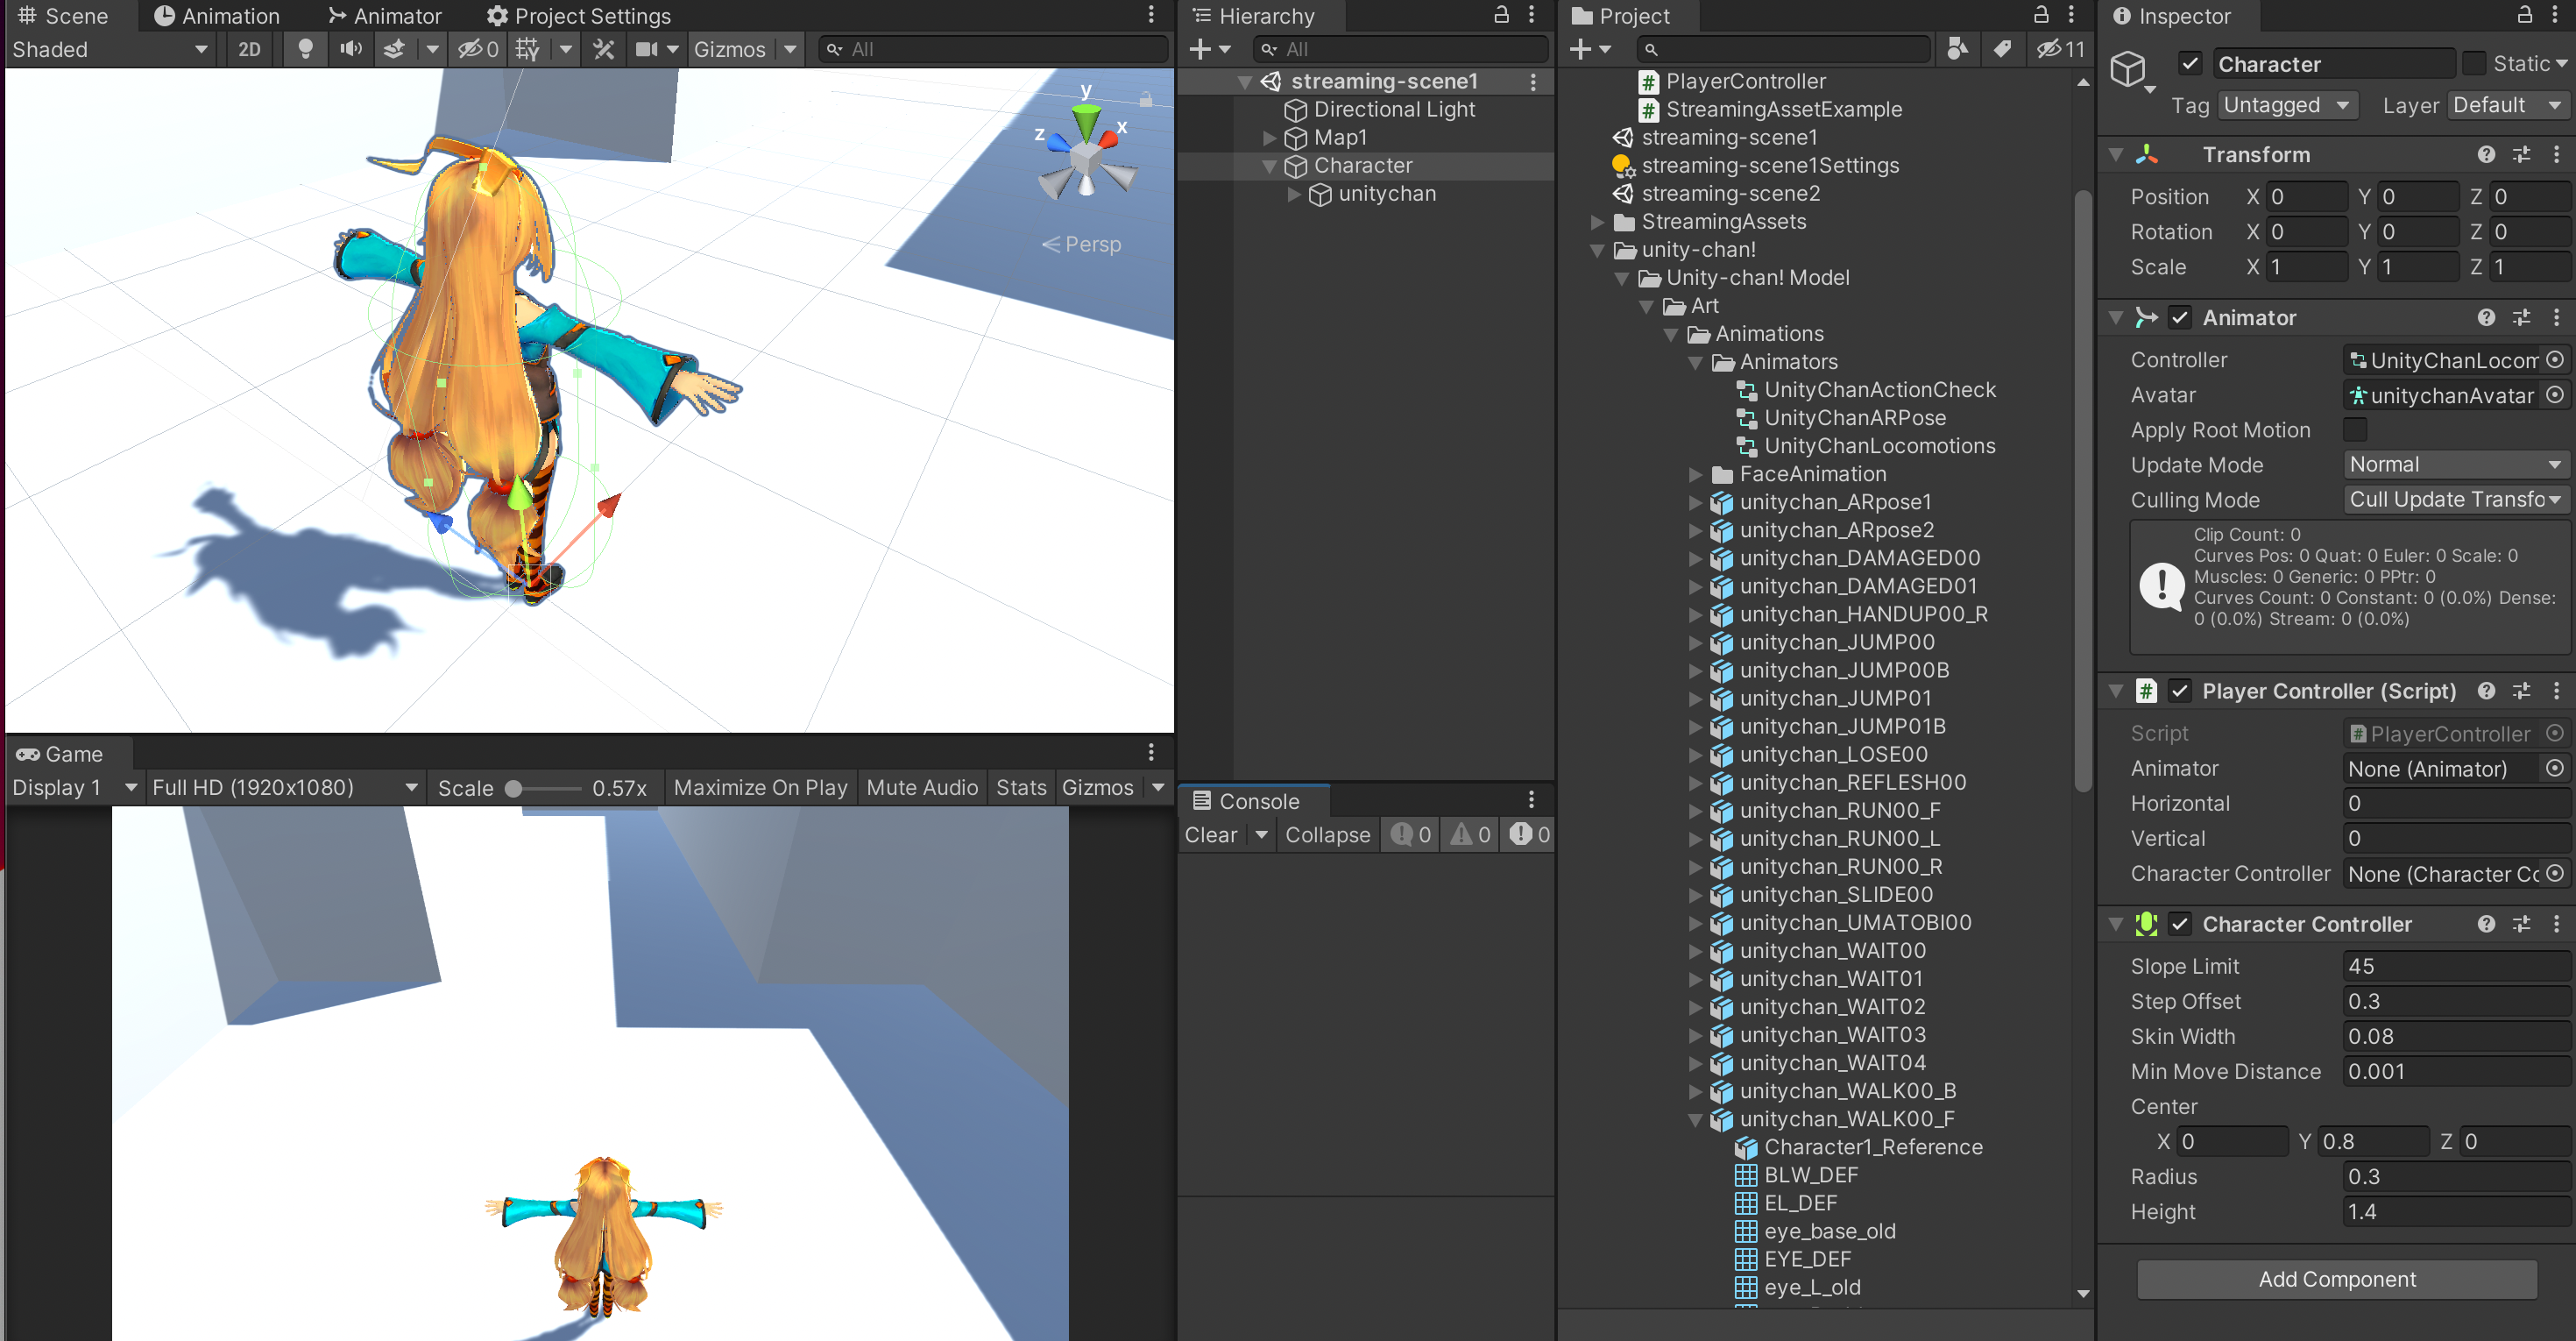 Scene Animation Animator Project Settings
Shaded 2D 0 Gizmos All
y
x
z
Persp
Game
Display 1 Full HD (1920x1080) Scale 0.57x Maximize On Play Mute Audio Stats Gizmos
Hierarchy
All
streaming-scene1
Directional Light
Map1
Character
unitychan
Console
Clear Collapse 0 0 0
Project
11
PlayerController
StreamingAssetExample
streaming-scene1
streaming-scene1Settings
streaming-scene2
StreamingAssets
unity-chan!
Unity-chan! Model
Art
Animations
Animators
UnityChanActionCheck
UnityChanARPose
UnityChanLocomotions
FaceAnimation
unitychan_ARpose1
unitychan_ARpose2
unitychan_DAMAGED00
unitychan_DAMAGED01
unitychan_HANDUP00_R
unitychan_JUMP00
unitychan_JUMP00B
unitychan_JUMP01
unitychan_JUMP01B
unitychan_LOSE00
unitychan_REFLESH00
unitychan_RUN00_F
unitychan_RUN00_L
unitychan_RUN00_R
unitychan_SLIDE00
unitychan_UMATOBI00
unitychan_WAIT00
unitychan_WAIT01
unitychan_WAIT02
unitychan_WAIT03
unitychan_WAIT04
unitychan_WALK00_B
unitychan_WALK00_F
Character1_Reference
BLW_DEF
EL_DEF
eye_base_old
EYE_DEF
eye_L_old
Inspector
Character Static
Tag Untagged Layer Default
Transform
Position X 0 Y 0 Z 0
Rotation X 0 Y 0 Z 0
Scale X 1 Y 1 Z 1
Animator
Controller UnityChanLocom
Avatar unitychanAvatar
Apply Root Motion
Update Mode Normal
Culling Mode Cull Update Transfo
Clip Count: 0
Curves Pos: 0 Quat: 0 Euler: 0 Scale: 0
Muscles: 0 Generic: 0 PPtr: 0
Curves Count: 0 Constant: 0 (0.0%) Dense:
0 (0.0%) Stream: 0 (0.0%)
# Player Controller (Script)
Script PlayerController
Animator None (Animator)
Horizontal 0
Vertical 0
Character Controller None (Character Co
Character Controller
Slope Limit 45
Step Offset 0.3
Skin Width 0.08
Min Move Distance 0.001
Center
X 0 Y 0.8 Z 0
Radius 0.3
Height 1.4
Add Component